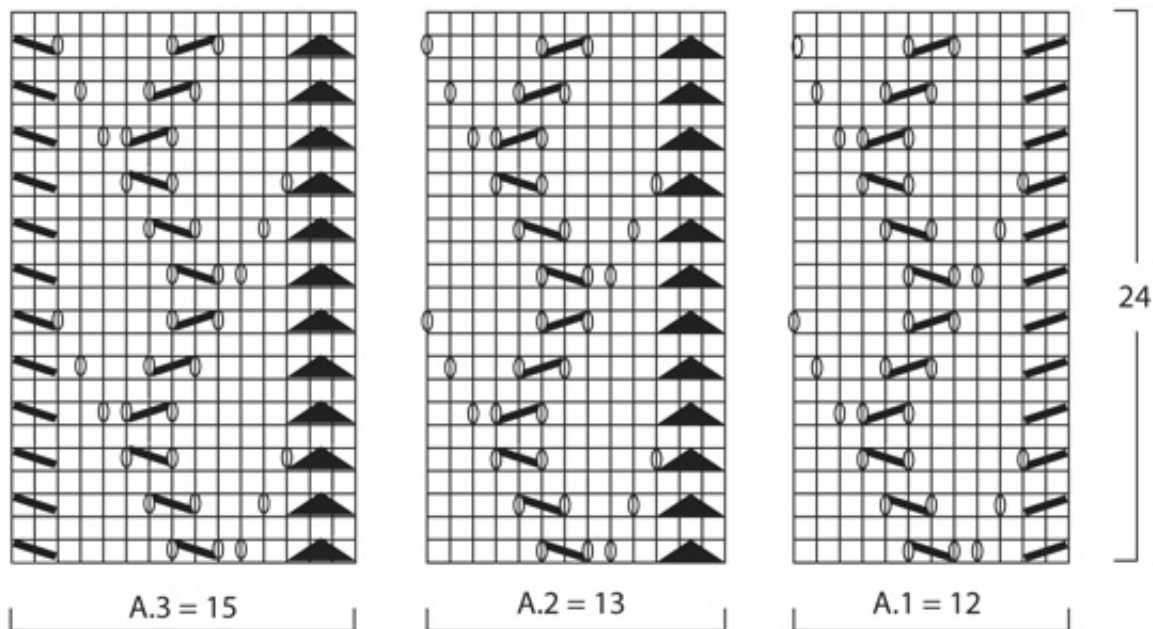 24
A.3 = 15
A.2 = 13
A.1 = 12